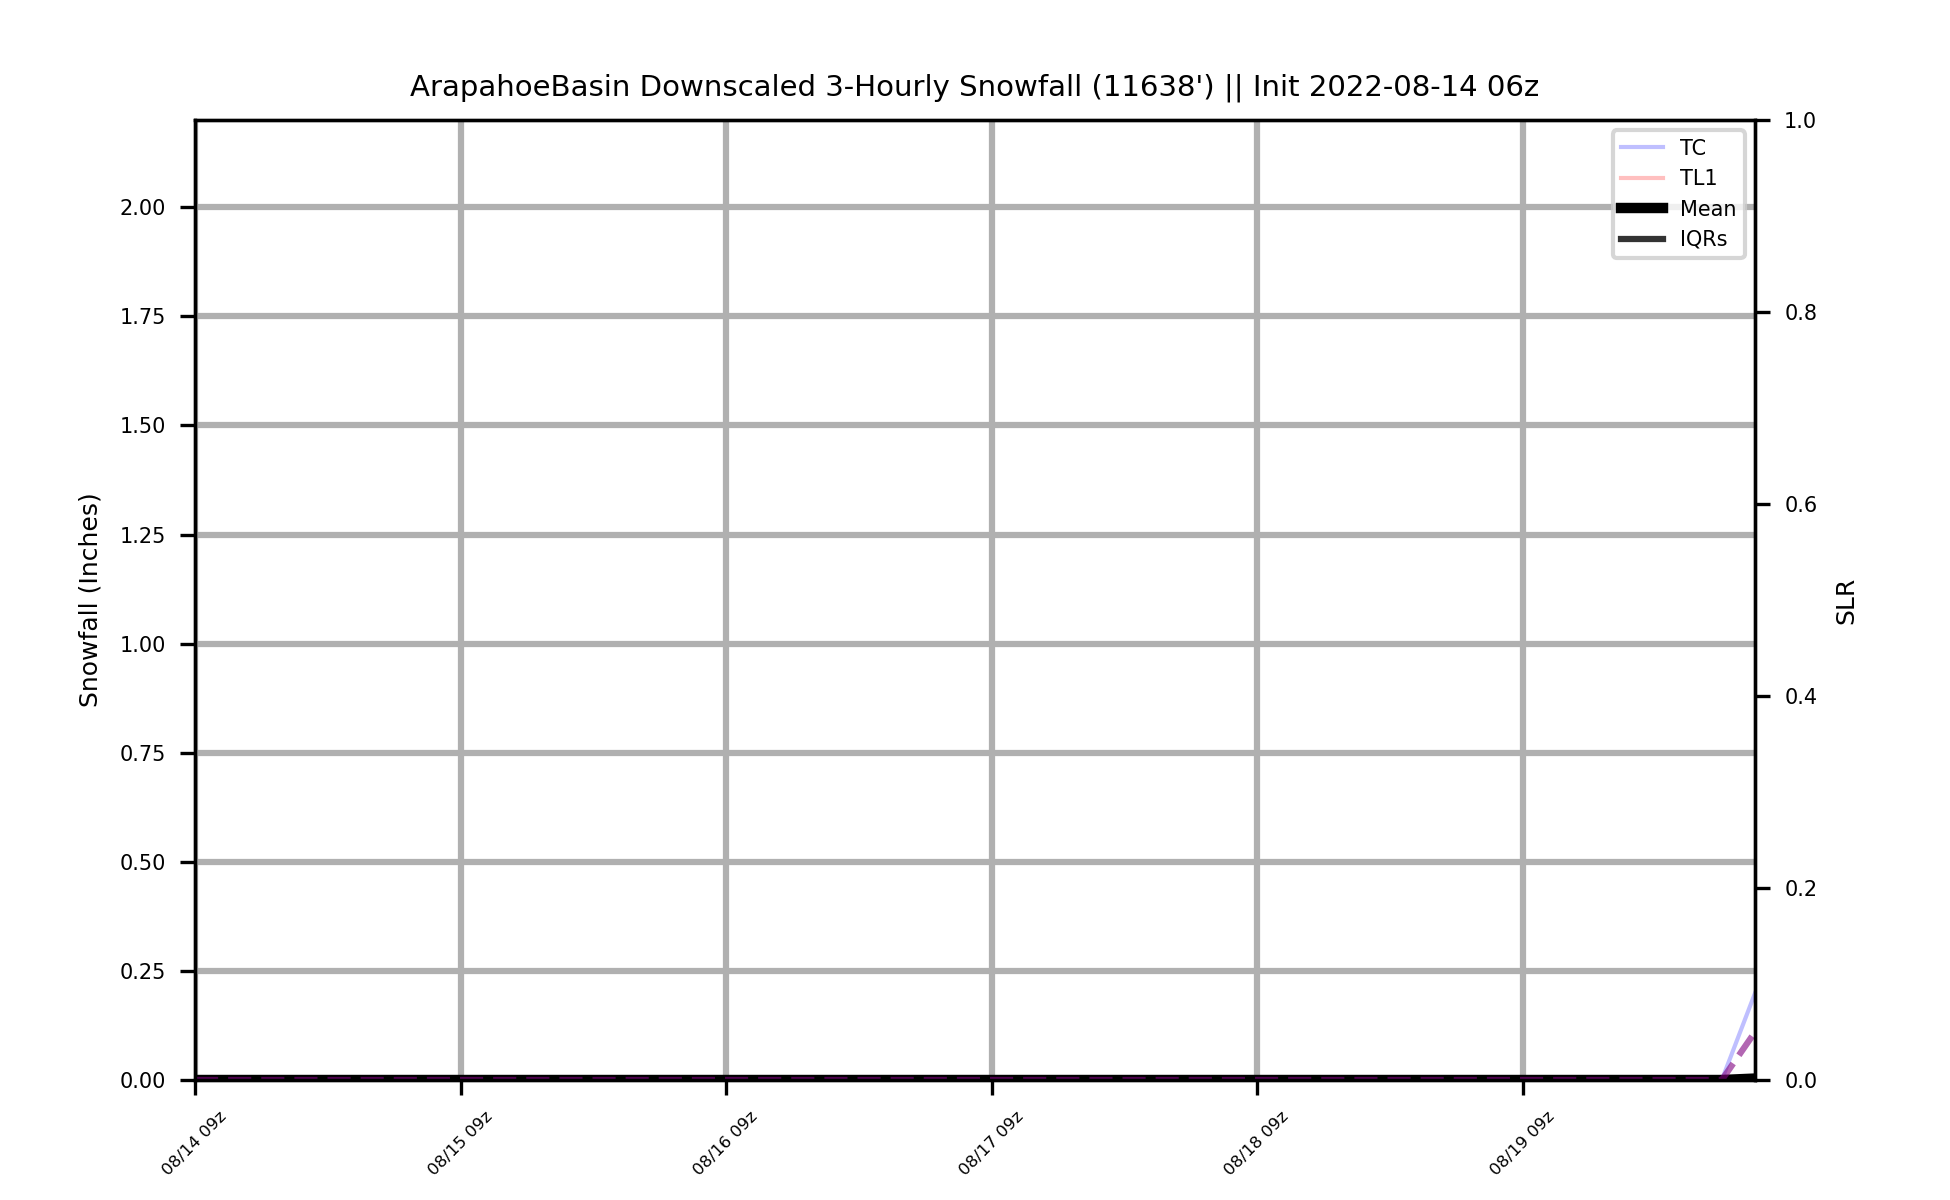 ArapahoeBasin Downscaled 3-Hourly Snowfall (11638') || Init 2022-08-14 06z
TC
TL1
Mean
IQRs
Snowfall (Inches)
2.00
1.75
1.50
1.25
1.00
0.75
0.50
0.25
0.00
1.0
0.8
0.6
0.4
0.2
0.0
SLR
08/14 09z
08/15 09z
08/16 09z
08/17 09z
08/18 09z
08/19 09z